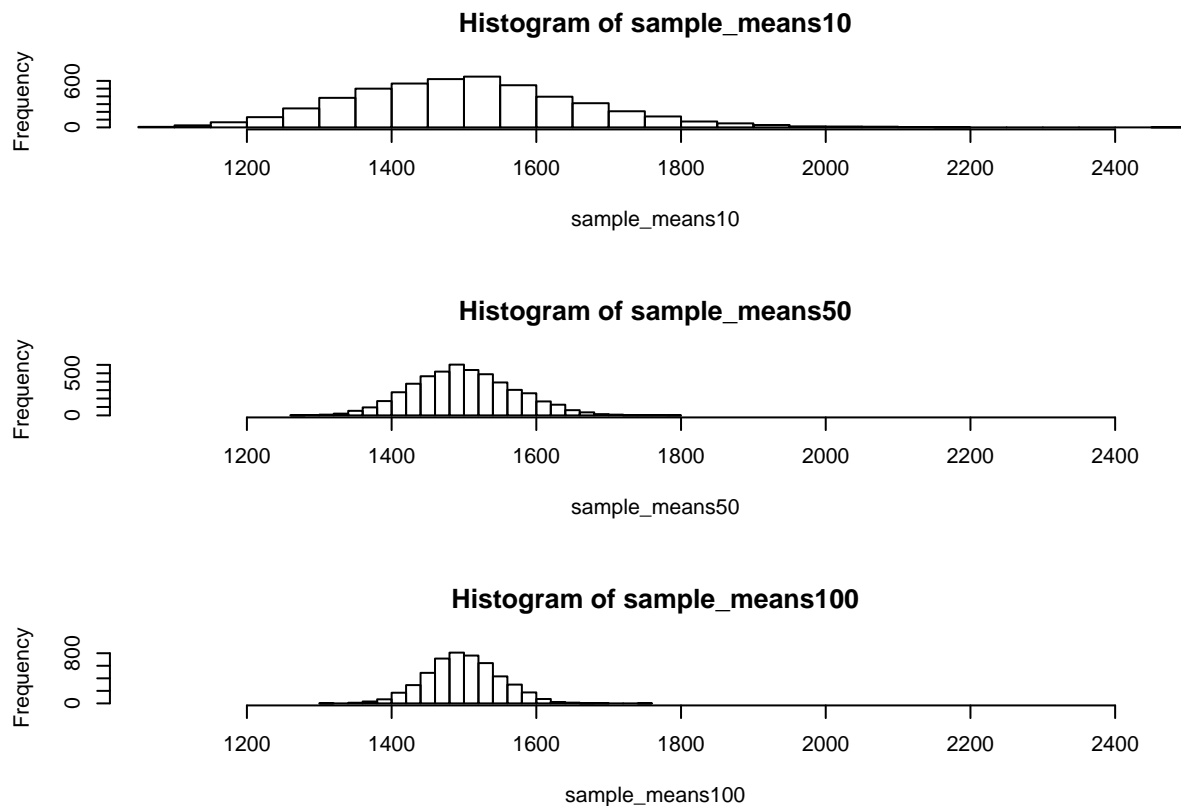 Histogram of sample_means10
Frequency
600
0
1200 1400 1600 1800 2000 2200 2400
sample_means10
Histogram of sample_means50
Frequency
500
0
1200 1400 1600 1800 2000 2200 2400
sample_means50
Histogram of sample_means100
Frequency
800
0
1200 1400 1600 1800 2000 2200 2400
sample_means100